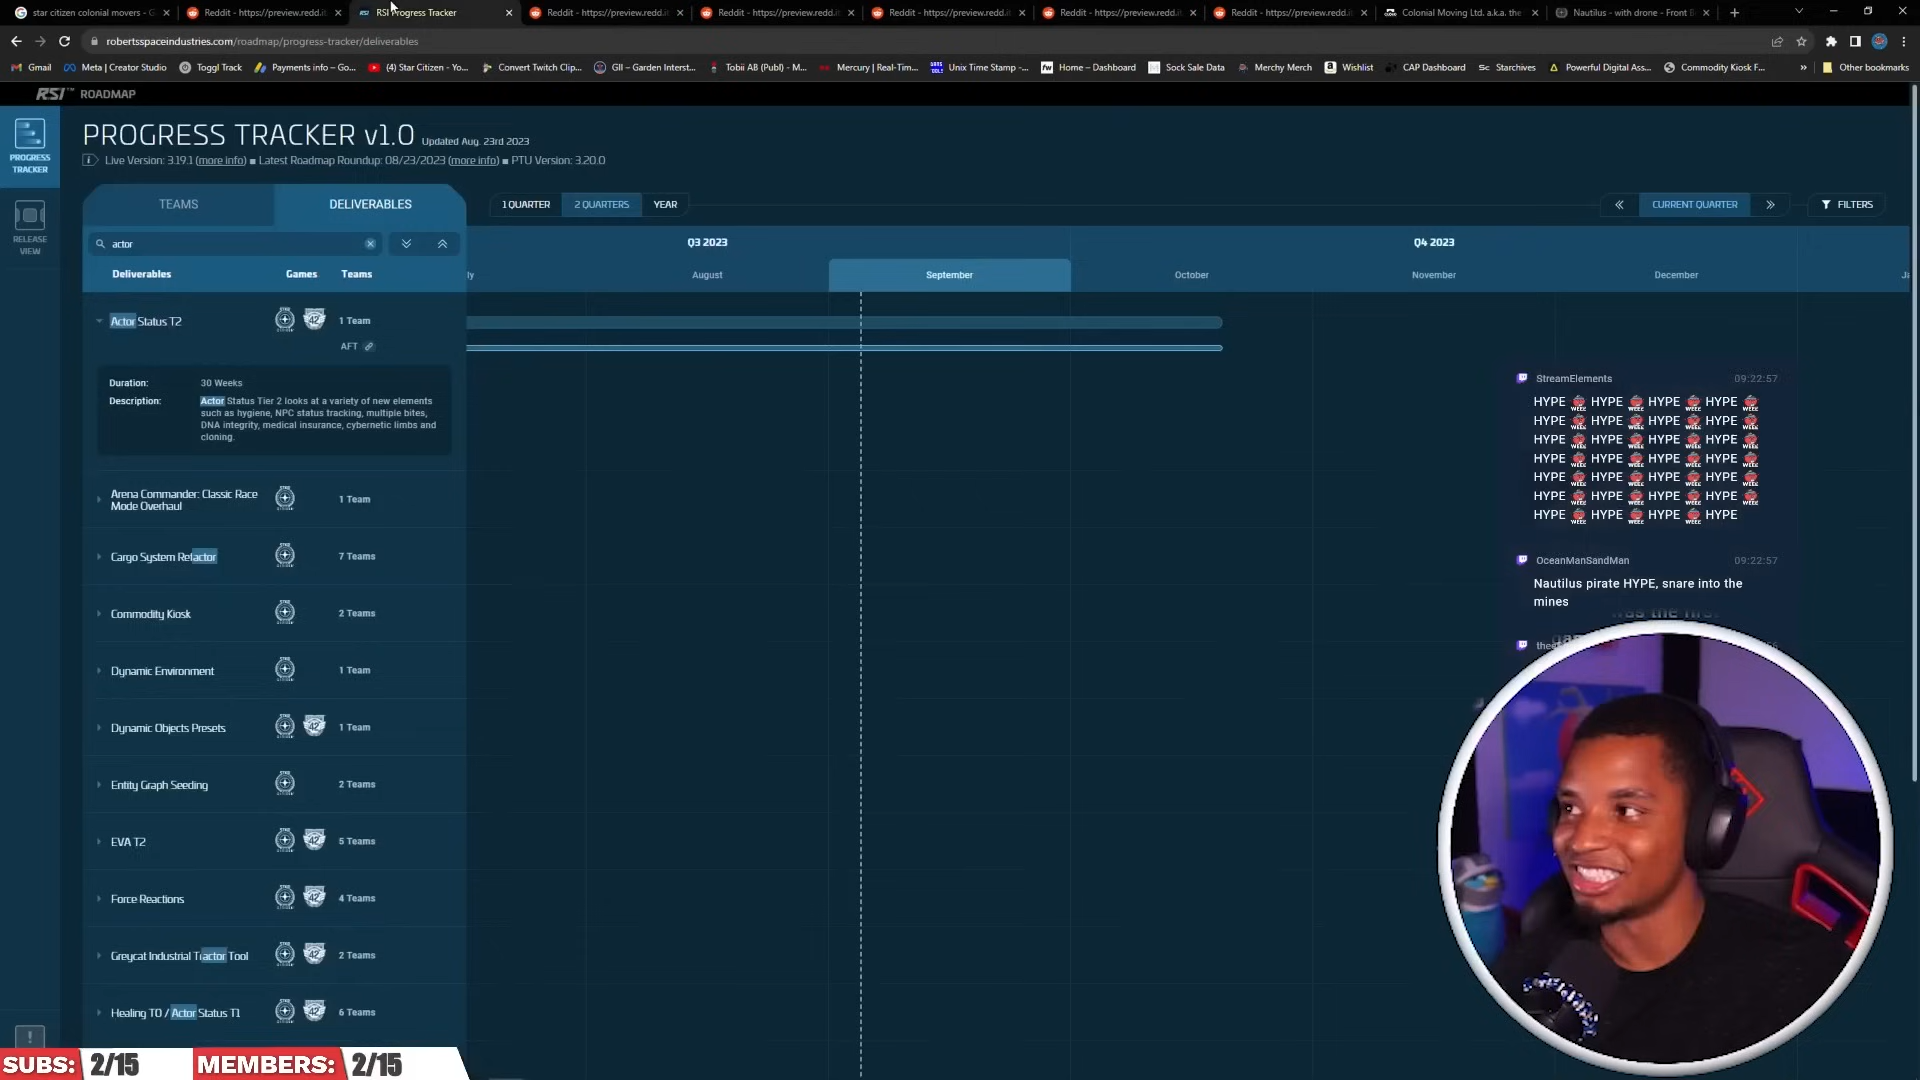 star citizen colonial movers - G
Reddit - https://preview.redd.it
RSI Progress Tracker
Reddit - https://preview.redd.it
Reddit - https://preview.redd.it
Reddit - https://preview.redd.it
Reddit - https://preview.redd.it
Reddit - https://preview.redd.it
Colonial Moving Ltd. a.k.a. the
Nautilus - with drone - Front
robertsspaceindustries.com/roadmap/progress-tracker/deliverables
Gmail
Meta | Creator Studio
Toggl Track
Payments info – Go...
(4) Star Citizen - Yo...
Convert Twitch Clip...
GII – Garden Interst...
Tobii AB (Publ) - M...
Mercury | Real-Tim...
Unix Time Stamp -...
Home – Dashboard
Sock Sale Data
Merchy Merch
Wishlist
CAP Dashboard
Starchives
Powerful Digital Ass...
Commodity Kiosk F...
Other bookmarks
RSI™ ROADMAP
PROGRESS TRACKER
RELEASE VIEW
PROGRESS TRACKER v1.0 Updated Aug. 23rd 2023
Live Version: 3.19.1 (more info) ■ Latest Roadmap Roundup: 08/23/2023 (more info) ■ PTU Version: 3.20.0
TEAMS
DELIVERABLES
1 QUARTER
2 QUARTERS
YEAR
CURRENT QUARTER
FILTERS
actor
Q3 2023
Q4 2023
Deliverables
Games
Teams
ly
August
September
October
November
December
Ja
Actor Status T2
1 Team
AFT
Duration: 30 Weeks
Description: Actor Status Tier 2 looks at a variety of new elements
such as hygiene, NPC status tracking, multiple bites,
DNA integrity, medical insurance, cybernetic limbs and
cloning.
Arena Commander: Classic Race
Mode Overhaul
1 Team
Cargo System Refactor
7 Teams
Commodity Kiosk
2 Teams
Dynamic Environment
1 Team
Dynamic Objects Presets
1 Team
Entity Graph Seeding
2 Teams
EVA T2
5 Teams
Force Reactions
4 Teams
Greycat Industrial Tractor Tool
2 Teams
Healing T0 / Actor Status T1
6 Teams
StreamElements 09:22:57
HYPE HYPE HYPE HYPE
HYPE HYPE HYPE HYPE
HYPE HYPE HYPE HYPE
HYPE HYPE HYPE HYPE
HYPE HYPE HYPE HYPE
HYPE HYPE HYPE HYPE
HYPE HYPE HYPE HYPE
OceanManSandMan 09:22:57
Nautilus pirate HYPE, snare into the
mines
SUBS: 2/15
MEMBERS: 2/15